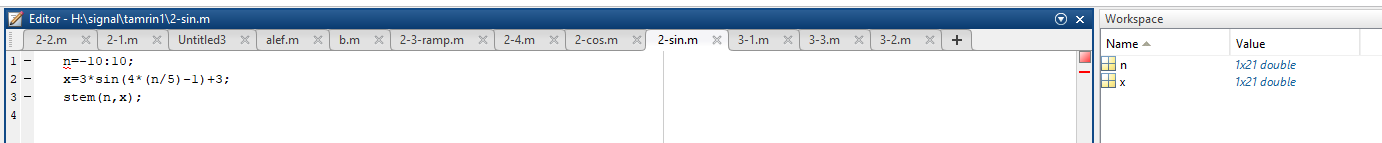 Editor - H:\signal\tamrin1\2-sin.m
2-2.m 2-1.m Untitled3 alef.m b.m 2-3-ramp.m 2-4.m 2-cos.m 2-sin.m 3-1.m 3-3.m 3-2.m +
1 - n=-10:10;
2 - x=3*sin(4*(n/5)-1)+3;
3 - stem(n,x);
4
Workspace
Name Value
n 1x21 double
x 1x21 double